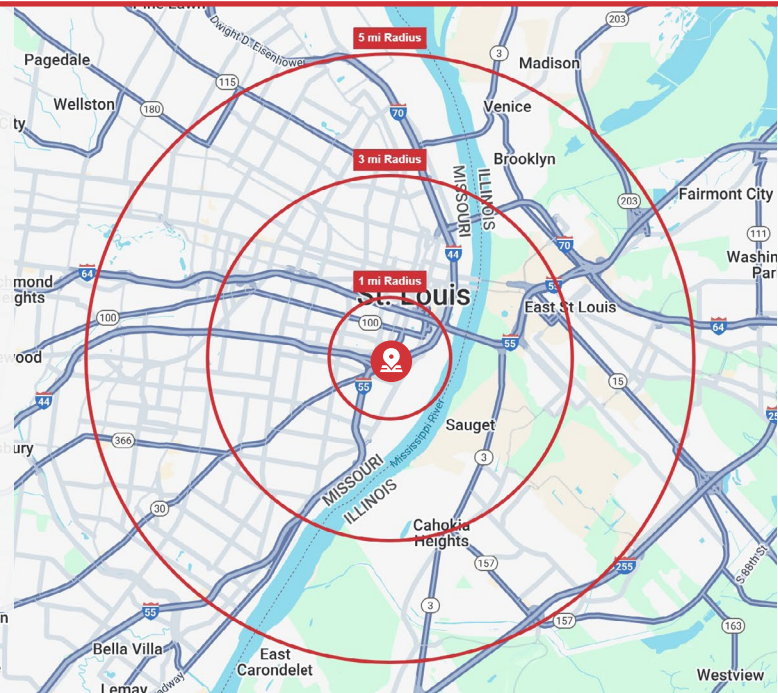 5 mi Radius
203
Dwight D. Eisenhower
3
Pagedale
Madison
115
Wellston
180
70
Venice
3 mi Radius
Brooklyn
MISSOURI
ILLINOIS
203
Fairmont City
111
70
44
64
1 mi Radius
St. Louis
East St Louis
100
100
55
64
55
15
44
366
Sauget
Mississippi River
3
MISSOURI
ILLINOIS
30
Cahokia
Heights
157
255
S 88th St
3
55
157
163
Bella Villa
East
Carondelet
Westview
Lemay